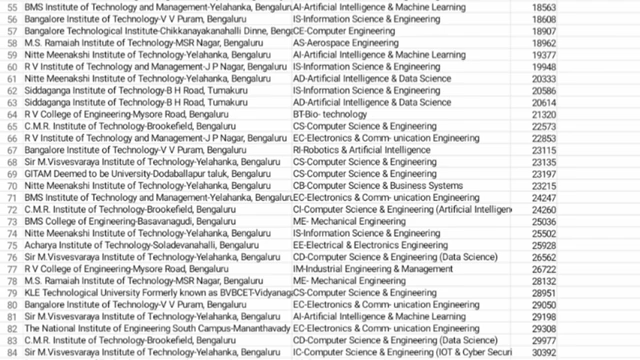 55 BMS Institute of Technology and Management-Yelahanka, Bengaluru AI-Artificial Intelligence & Machine Learning 18563
56 Bangalore Institute of Technology-V V Puram, Bengaluru IS-Information Science & Engineering 18608
57 Bangalore Technological Institute-Chikkanayakanahalli Dinne, Beng CE-Computer Engineering 18907
58 M.S. Ramaiah Institute of Technology-MSR Nagar, Bengaluru AS-Aerospace Engineering 18962
59 Nitte Meenakshi Institute of Technology-Yelahanka, Bengaluru AI-Artificial Intelligence & Machine Learning 19377
60 R V Institute of Technology and Management-J P Nagar, Bengaluru IS-Information Science & Engineering 19948
61 Nitte Meenakshi Institute of Technology-Yelahanka, Bengaluru AD-Artificial Intelligence & Data Science 20333
62 Siddaganga Institute of Technology-B H Road, Tumakuru IS-Information Science & Engineering 20586
63 Siddaganga Institute of Technology-B H Road, Tumakuru AD-Artificial Intelligence & Data Science 20614
64 R V College of Engineering-Mysore Road, Bengaluru BT-Bio- technology 21320
65 C.M.R. Institute of Technology-Brookefield, Bengaluru CS-Computer Science & Engineering 22573
66 R V Institute of Technology and Management-J P Nagar, Bengaluru EC-Electronics & Comm- unication Engineering 22853
67 Bangalore Institute of Technology-V V Puram, Bengaluru RI-Robotics & Artificial Intelligence 23115
68 Sir M.Visvesvaraya Institute of Technology-Yelahanka, Bengaluru CS-Computer Science & Engineering 23135
69 GITAM Deemed to be University-Dodaballapur taluk, Bengaluru CS-Computer Science & Engineering 23197
70 Nitte Meenakshi Institute of Technology-Yelahanka, Bengaluru CB-Computer Science & Business Systems 23215
71 BMS Institute of Technology and Management-Yelahanka, Bengaluru EC-Electronics & Comm- unication Engineering 24247
72 C.M.R. Institute of Technology-Brookefield, Bengaluru CI-Computer Science & Engineering (Artificial Intelligen 24260
73 BMS College of Engineering-Basavanagudi, Bengaluru ME- Mechanical Engineering 25036
74 Nitte Meenakshi Institute of Technology-Yelahanka, Bengaluru IS-Information Science & Engineering 25502
75 Acharya Institute of Technology-Soladevanahalli, Bengaluru EE-Electrical & Electronics Engineering 25928
76 Sir M.Visvesvaraya Institute of Technology-Yelahanka, Bengaluru CD-Computer Science & Engineering (Data Science) 26562
77 R V College of Engineering-Mysore Road, Bengaluru IM-Industrial Engineering & Management 26722
78 M.S. Ramaiah Institute of Technology-MSR Nagar, Bengaluru ME- Mechanical Engineering 28132
79 KLE Technological University Formerly known as BVBCET-Vidyanaga CS-Computer Science & Engineering 28951
80 Bangalore Institute of Technology-V V Puram, Bengaluru EC-Electronics & Comm- unication Engineering 29050
81 Sir M.Visvesvaraya Institute of Technology-Yelahanka, Bengaluru AI-Artificial Intelligence & Machine Learning 29198
82 The National Institute of Engineering South Campus-Mananthavady EC-Electronics & Comm- unication Engineering 29308
83 C.M.R. Institute of Technology-Brookefield, Bengaluru CD-Computer Science & Engineering (Data Science) 29977
84 Sir M.Visvesvaraya Institute of Technology-Yelahanka, Bengaluru IC-Computer Science & Engineering (IOT & Cyber Securi 30392